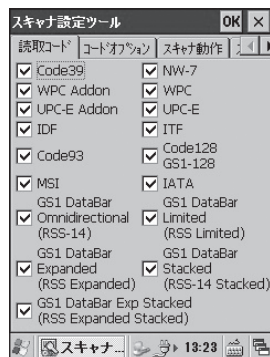 スキャナ設定ツール OK ×
読取コード コードオプション スキャナ動作
Code39 NW-7
WPC Addon WPC
UPC-E Addon UPC-E
IDF ITF
Code93 Code128
GS1-128
MSI IATA
GS1 DataBar
Omnidirectional
(RSS-14)
GS1 DataBar
Limited
(RSS Limited)
GS1 DataBar
Expanded
(RSS Expanded)
GS1 DataBar
Stacked
(RSS-14 Stacked)
GS1 DataBar Exp Stacked
(RSS Expanded Stacked)
スキャナ... 13:23